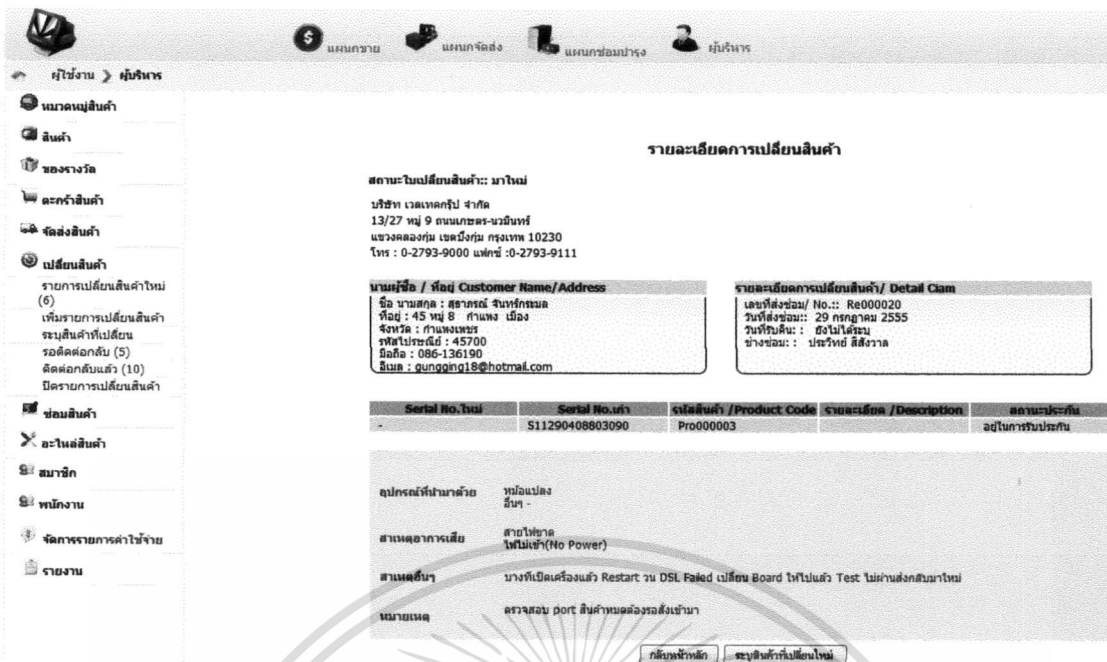 แผนกขาย
แผนกจัดส่ง
แผนกซ่อมบำรุง
ผู้บริหาร
ผู้ใช้งาน ❯ ผู้บริหาร
หมวดหมู่สินค้า
สินค้า
ของรางวัล
ตะกร้าสินค้า
จัดส่งสินค้า
เปลี่ยนสินค้า
รายการเปลี่ยนสินค้าใหม่
(6)
เพิ่มรายการเปลี่ยนสินค้า
ระบุสินค้าที่เปลี่ยน
รอติดต่อกลับ (5)
ติดต่อกลับแล้ว (10)
ปิดรายการเปลี่ยนสินค้า
ซ่อมสินค้า
อะไหล่สินค้า
สมาชิก
พนักงาน
จัดการรายการค่าใช้จ่าย
รายงาน
รายละเอียดการเปลี่ยนสินค้า
สถานะใบเปลี่ยนสินค้า:: มาใหม่
บริษัท เวลเทคกรุ๊ป จำกัด
13/27 หมู่ 9 ถนนเกษตร-นวมินทร์
แขวงคลองกุ่ม เขตบึงกุ่ม กรุงเทพ 10230
โทร : 0-2793-9000 แฟกซ์ :0-2793-9111
นามผู้ซื้อ / ที่อยู่ Customer Name/Address
ชื่อ นามสกุล : สุธาภรณ์ จันทร์กระมล
ที่อยู่ : 45 หมู่ 8 กำแพง เมือง
จังหวัด : กำแพงเพชร
รหัสไปรษณีย์ : 45700
มือถือ : 086-136190
อีเมล : gungging18@hotmail.com
รายละเอียดการเปลี่ยนสินค้า/ Detail Ciam
เลขที่ส่งซ่อม/ No.:: Re000020
วันที่ส่งซ่อม:: 29 กรกฎาคม 2555
วันที่รับคืน: : ยังไม่ได้ระบุ
ช่างซ่อม: : ประวิทย์ สีสังวาล
Serial No.ใหม่ Serial No.เก่า รหัสสินค้า /Product Code รายละเอียด /Description สถานะประกัน
- S11290408803090 Pro000003 อยู่ในการรับประกัน
อุปกรณ์ที่นำมาด้วย หม้อแปลง
อื่นๆ -
สาเหตุอาการเสีย สายไฟขาด
ไฟไม่เข้า(No Power)
สาเหตุอื่นๆ บางทีเปิดเครื่องแล้ว Restart วน DSL Failed เปลี่ยน Board ให้ไปแล้ว Test ไม่ผ่านส่งกลับมาใหม่
หมายเหตุ ตรวจสอบ port สินค้าหมดต้องรอสั่งเข้ามา
กลับหน้าหลัก ระบุสินค้าที่เปลี่ยนใหม่